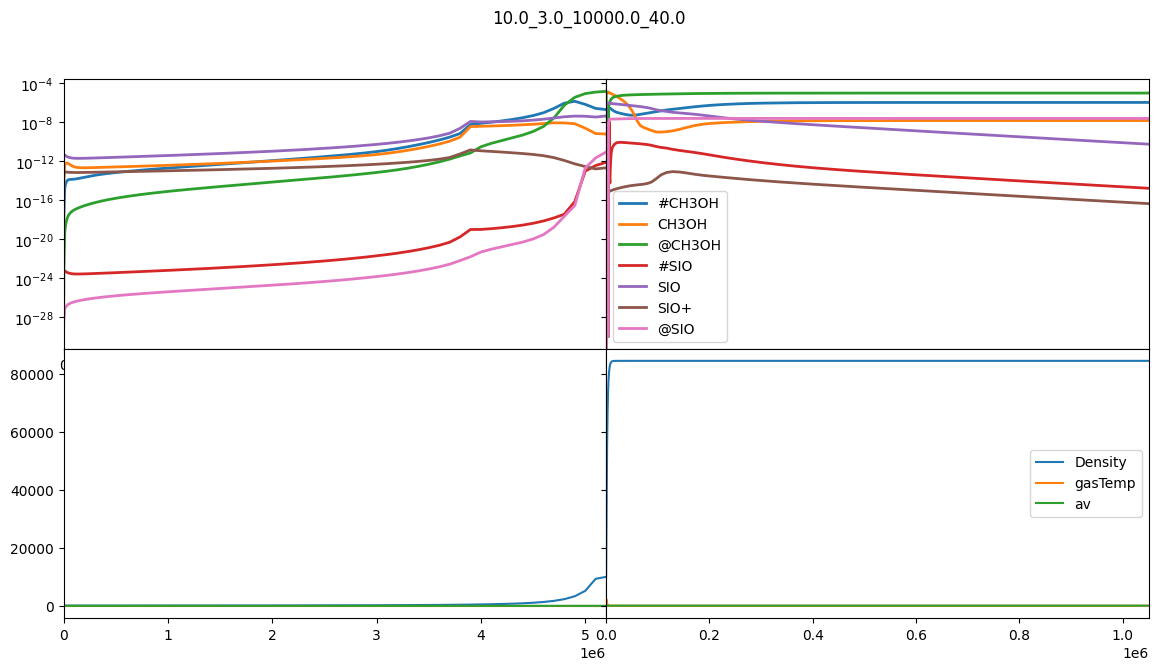 10.0_3.0_10000.0_40.0
10⁻⁴
10⁻⁸
10⁻¹²
10⁻¹⁶
10⁻²⁰
10⁻²⁴
10⁻²⁸
#CH3OH
CH3OH
@CH3OH
#SIO
SIO
SIO+
@SIO
80000
60000
40000
20000
0
Density
gasTemp
av
0 1 2 3 4 5 0.0 0.2 0.4 0.6 0.8 1.0
1e6 1e6